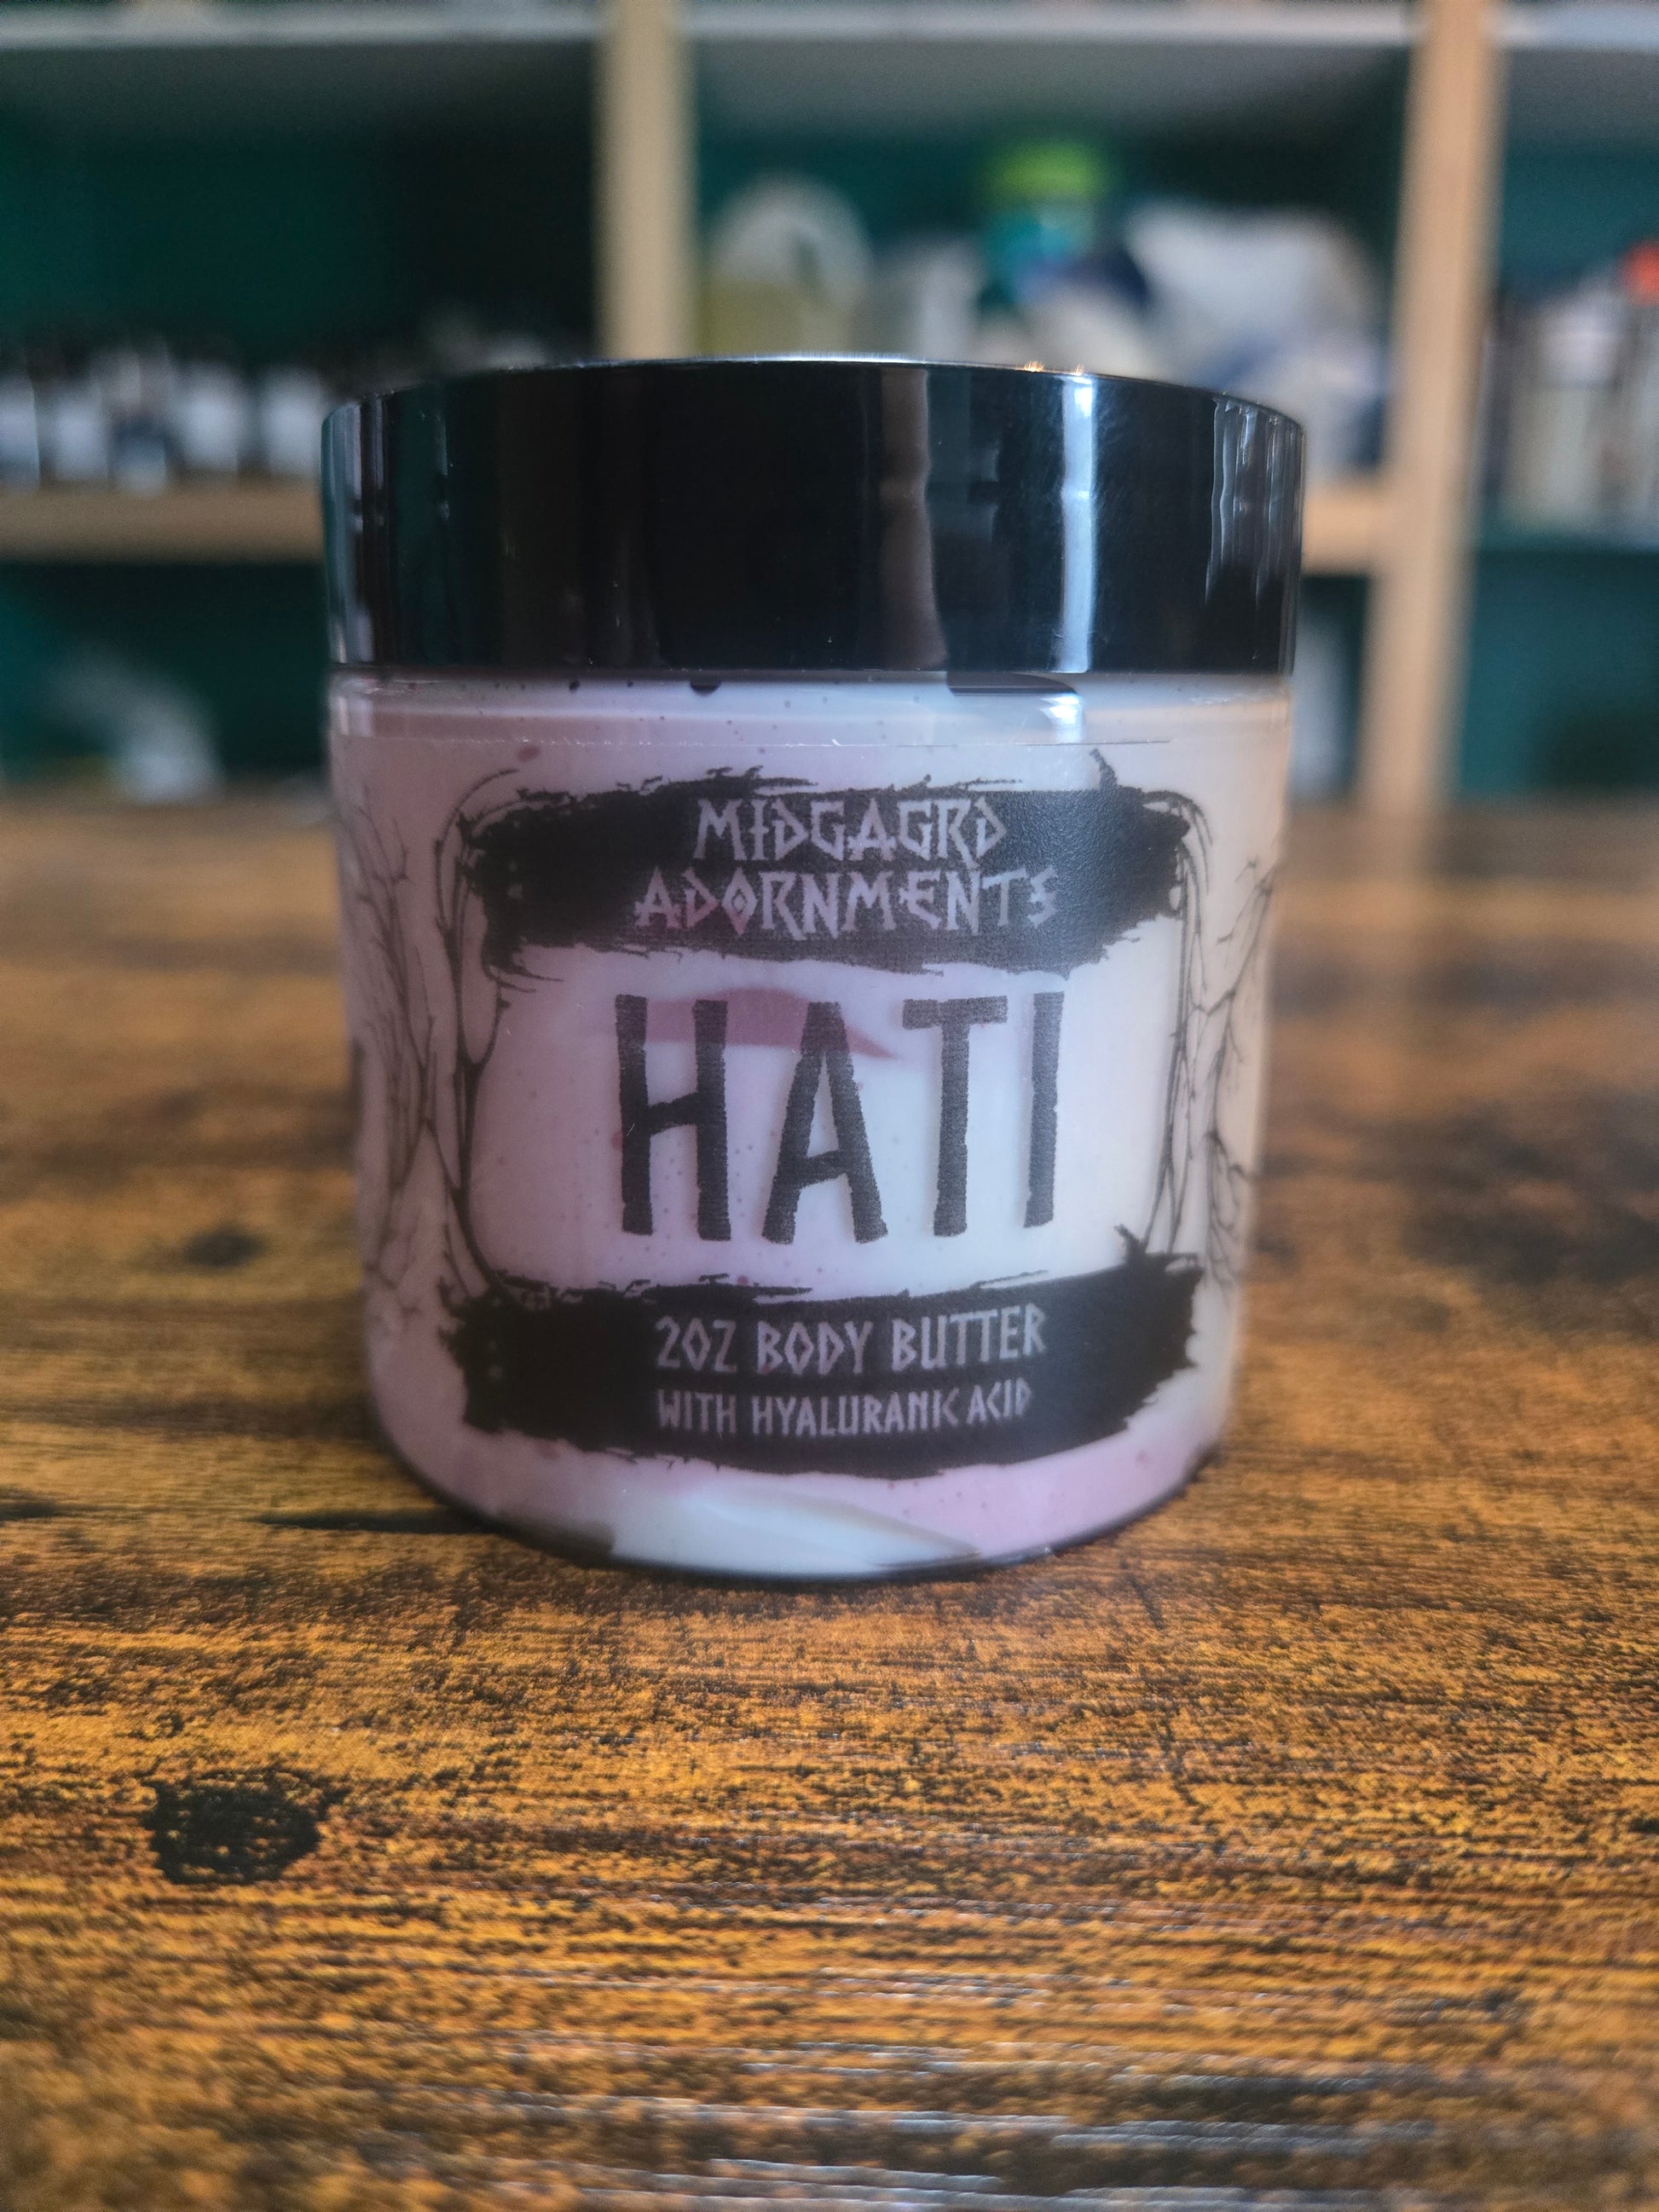 MIDGAGRD
ADORNMENTS
HATI
2OZ BODY BUTTER
WITH HYALURANIC ACID